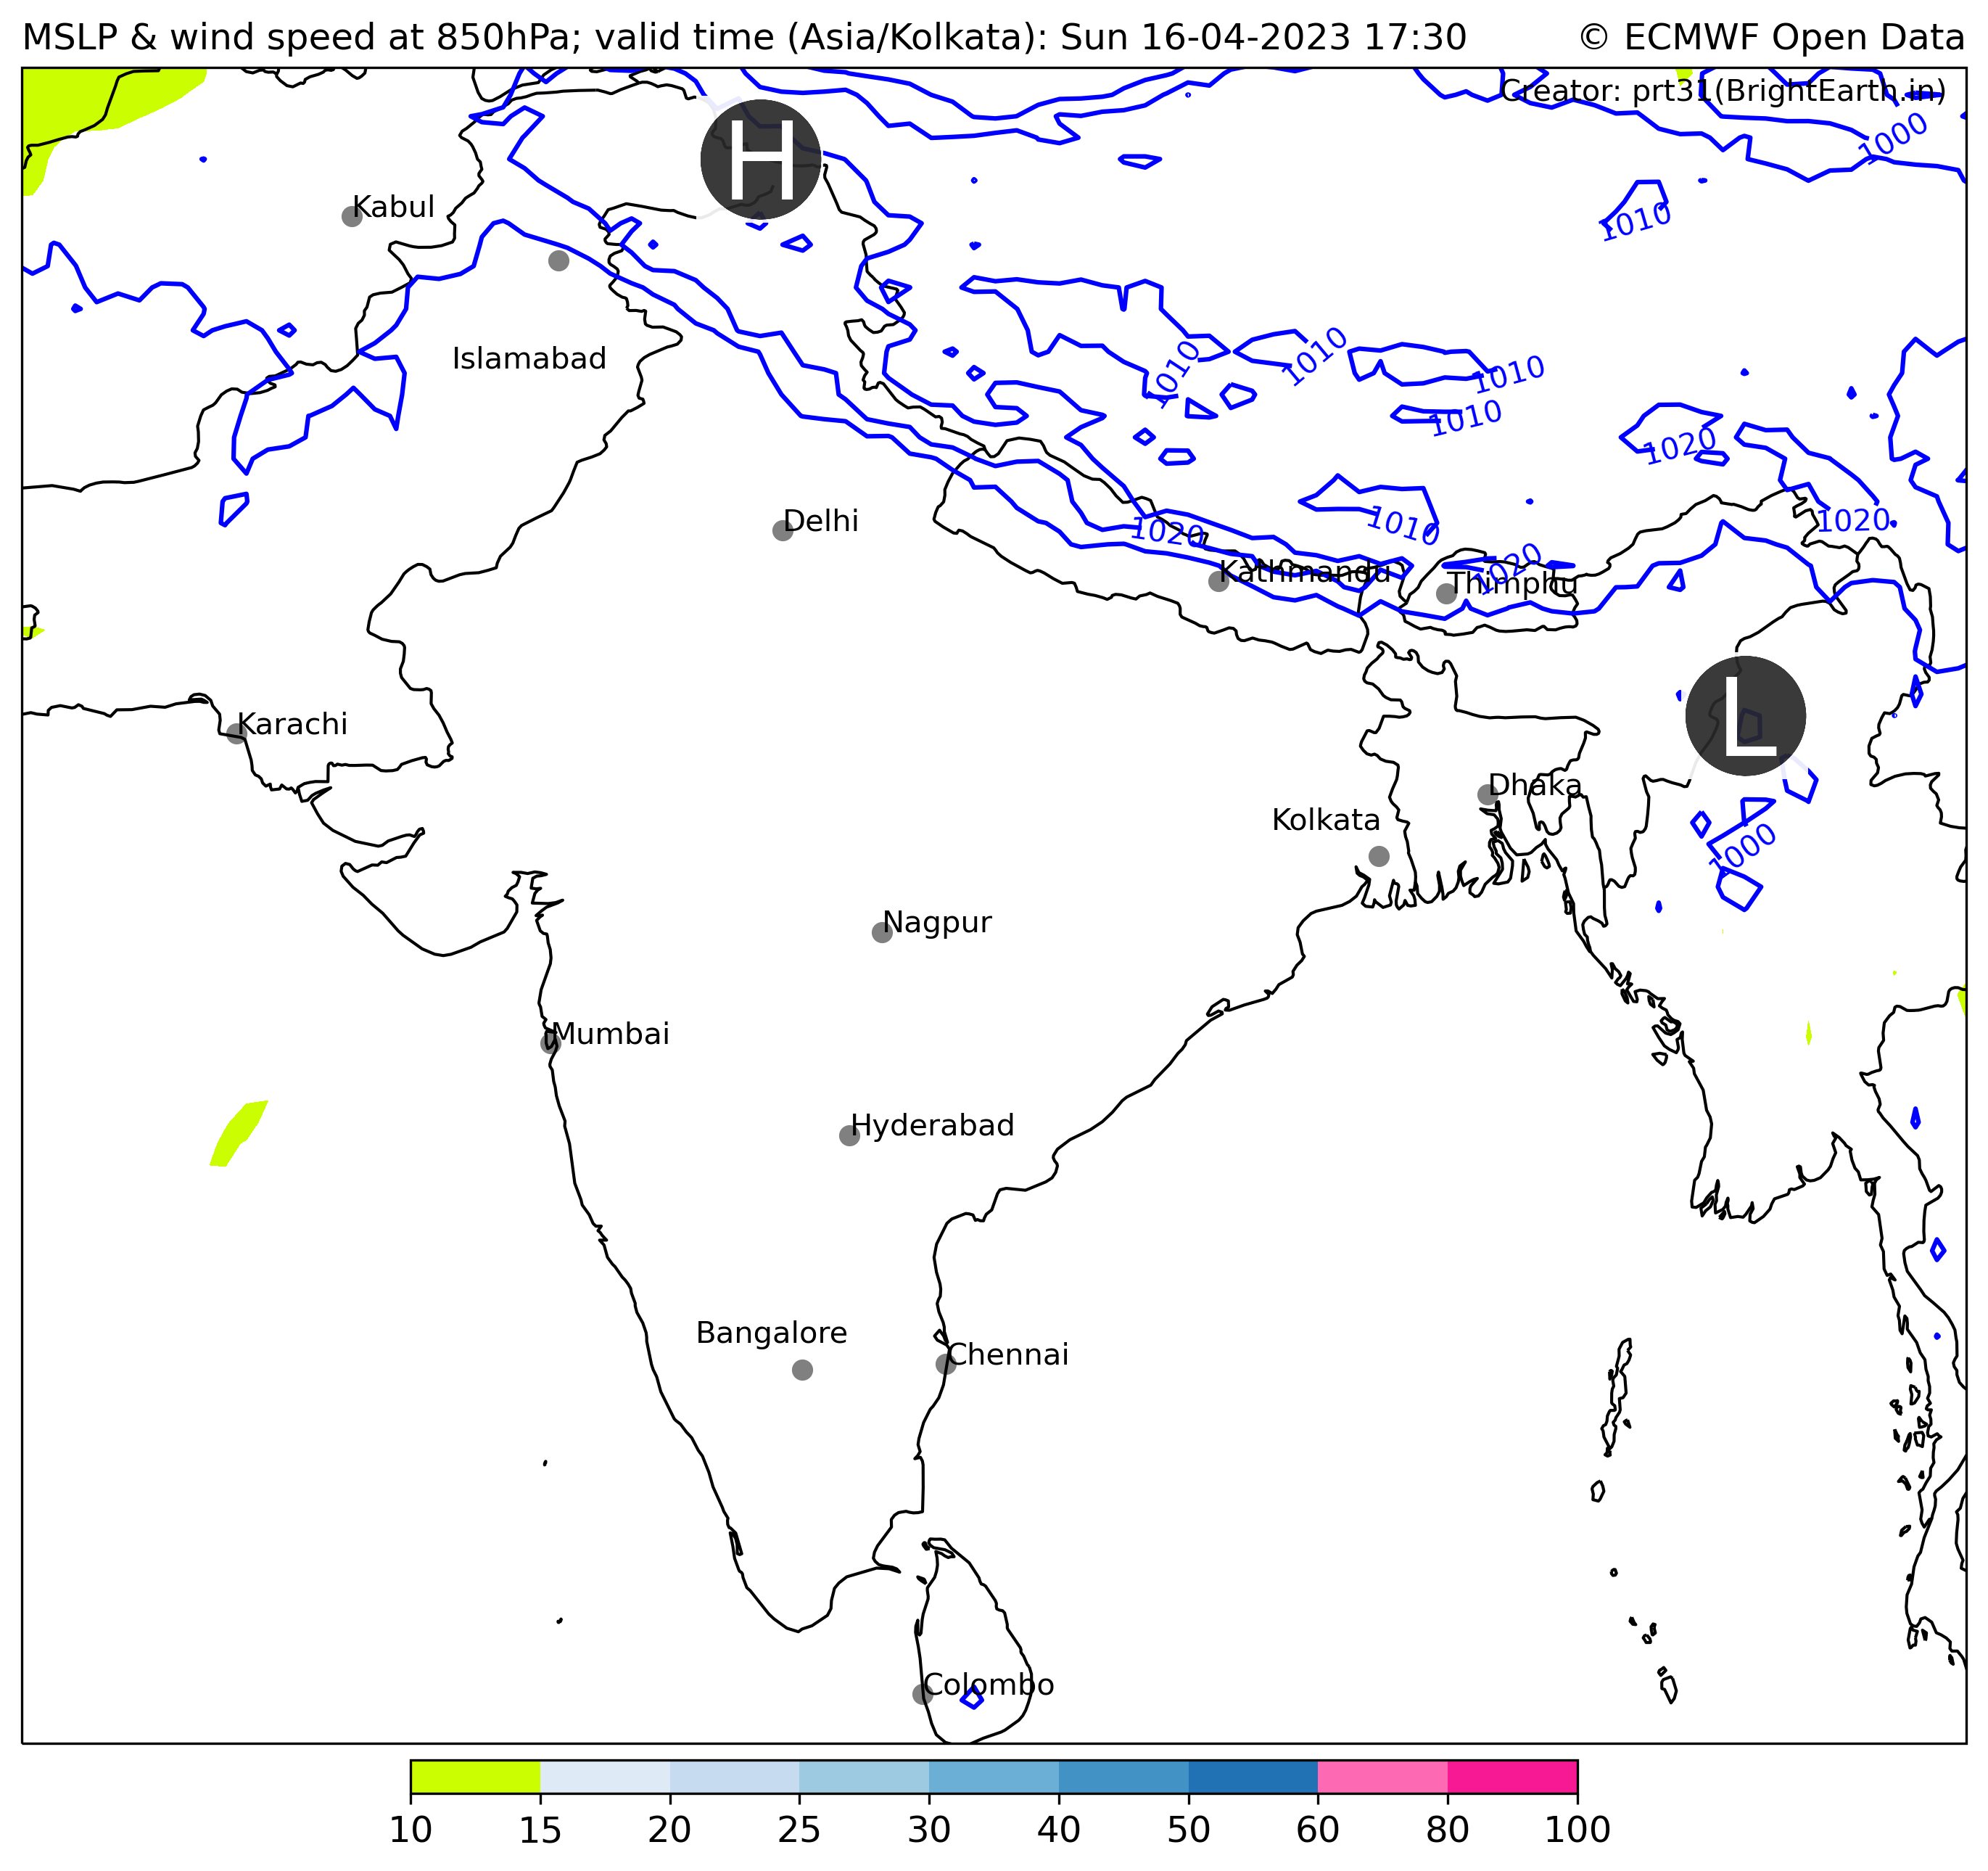 MSLP & wind speed at 850hPa; valid time (Asia/Kolkata): Sun 16-04-2023 17:30 © ECMWF Open Data
Creator: prt31(BrightEarth.in)
1000
H
Kabul
1010
1010
1010
Islamabad
1010
1010
1020
Delhi
1020
1010
1020
1020
Kathmandu
Thimphu
L
Karachi
Dhaka
Kolkata
1000
Nagpur
Mumbai
Hyderabad
Bangalore
Chennai
Colombo
10 15 20 25 30 40 50 60 80 100